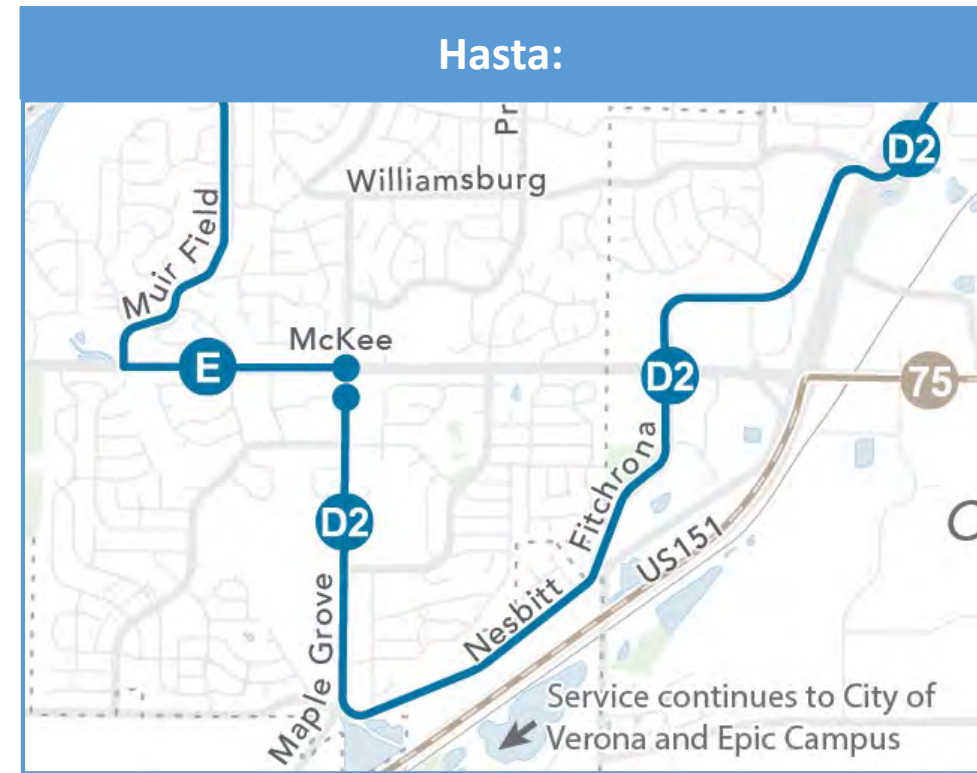 Hasta:
Pr
D2
Williamsburg
Muir Field
McKee
E
D2
75
Fitchrona
D2
US151
Nesbitt
Maple Grove
Service continues to City of
Verona and Epic Campus